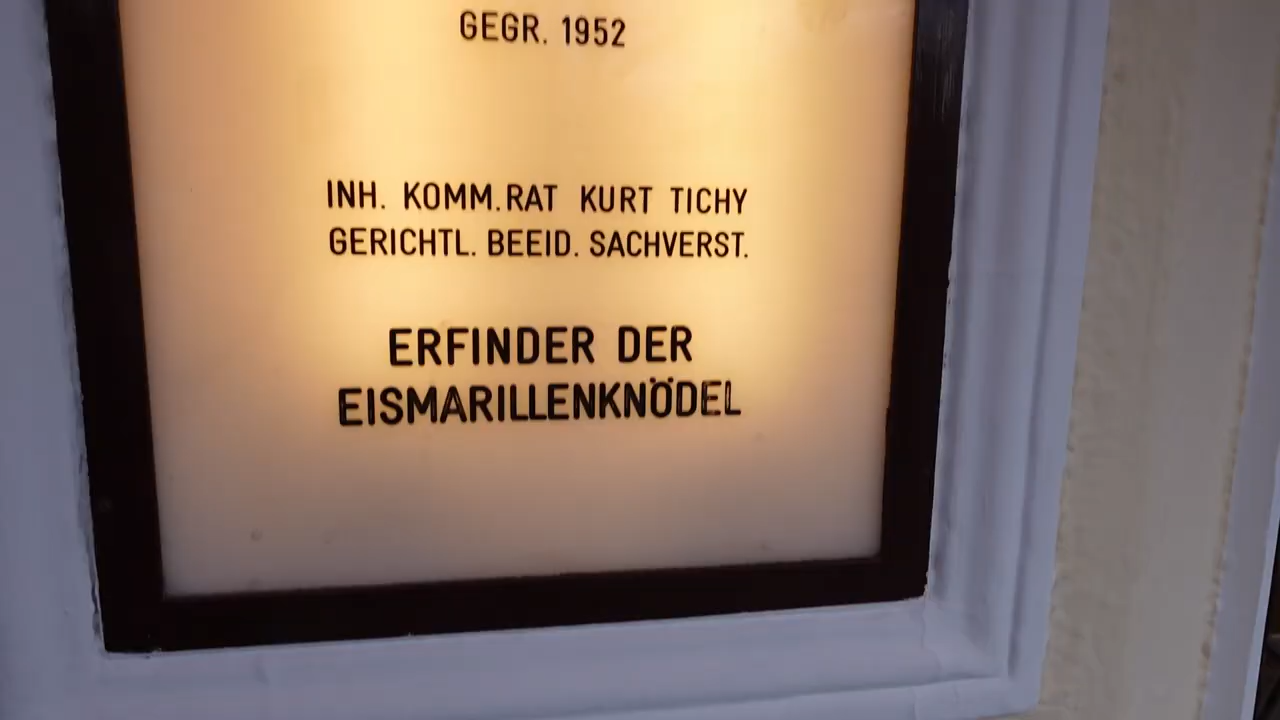 GEGR. 1952
INH. KOMM.RAT KURT TICHY
GERICHTL. BEEID. SACHVERST.
ERFINDER DER
EISMARILLENKNÖDEL